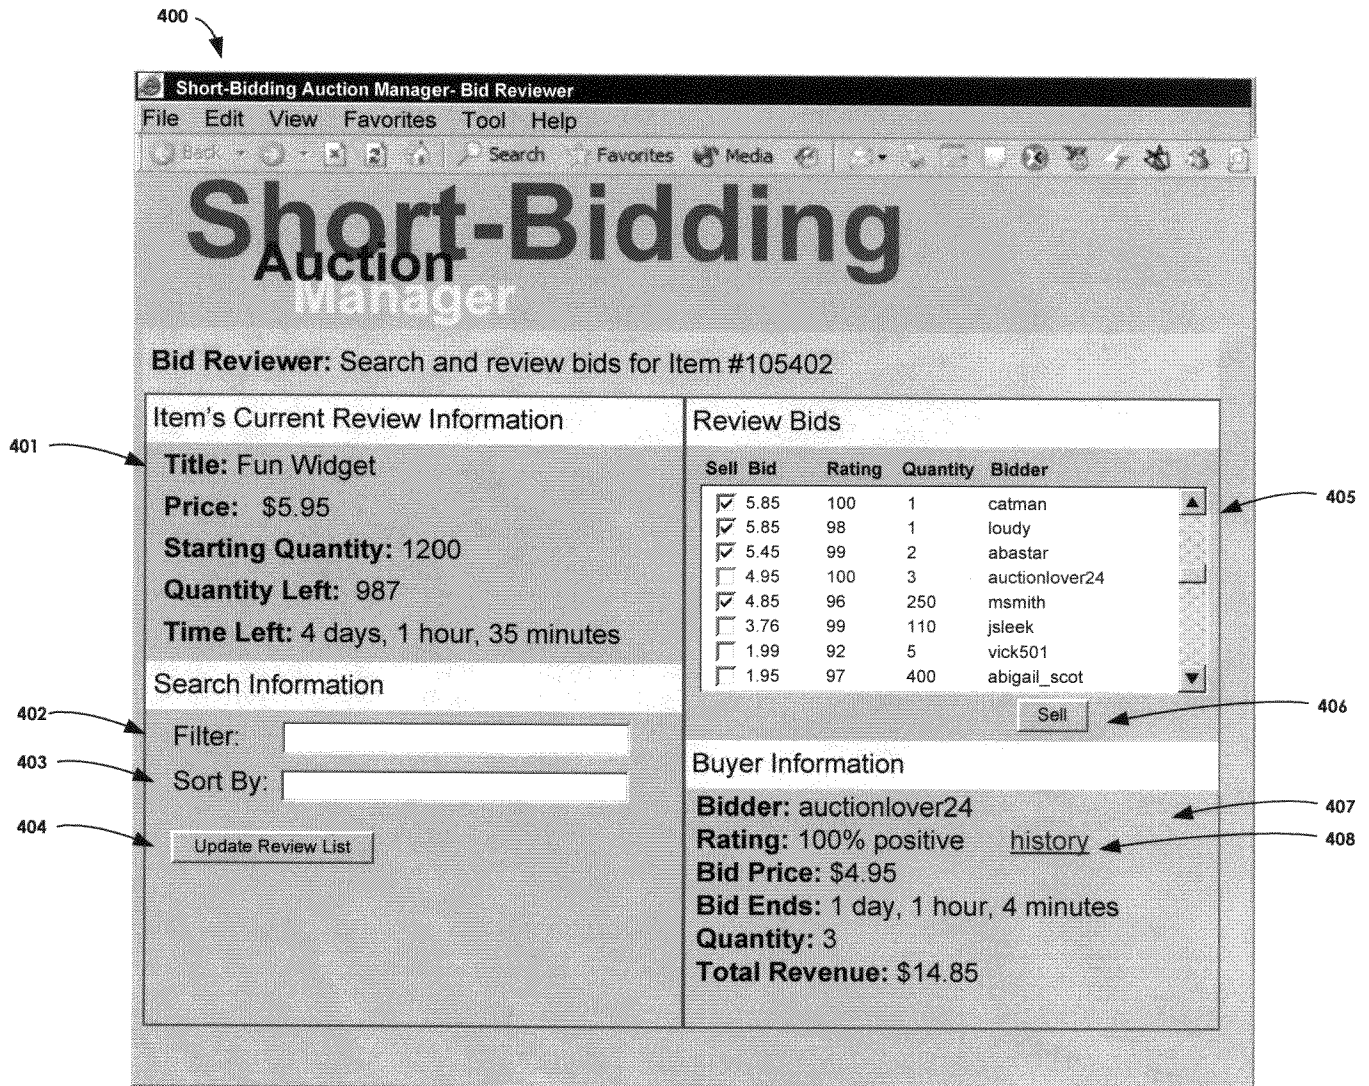 400
Short-Bidding Auction Manager- Bid Reviewer
File Edit View Favorites Tool Help
Back Search Favorites Media
Short-Bidding
Auction
Manager
Bid Reviewer: Search and review bids for Item #105402
Item's Current Review Information
401
Title: Fun Widget
Price: $5.95
Starting Quantity: 1200
Quantity Left: 987
Time Left: 4 days, 1 hour, 35 minutes
Search Information
402
Filter:
403
Sort By:
404
Update Review List
Review Bids
Sell Bid Rating Quantity Bidder
5.85 100 1 catman
405
5.85 98 1 loudy
5.45 99 2 abastar
4.95 100 3 auctionlover24
4.85 96 250 msmith
3.76 99 110 jsleek
1.99 92 5 vick501
1.95 97 400 abigail_scot
Sell
406
Buyer Information
Bidder: auctionlover24
407
Rating: 100% positive history
408
Bid Price: $4.95
Bid Ends: 1 day, 1 hour, 4 minutes
Quantity: 3
Total Revenue: $14.85